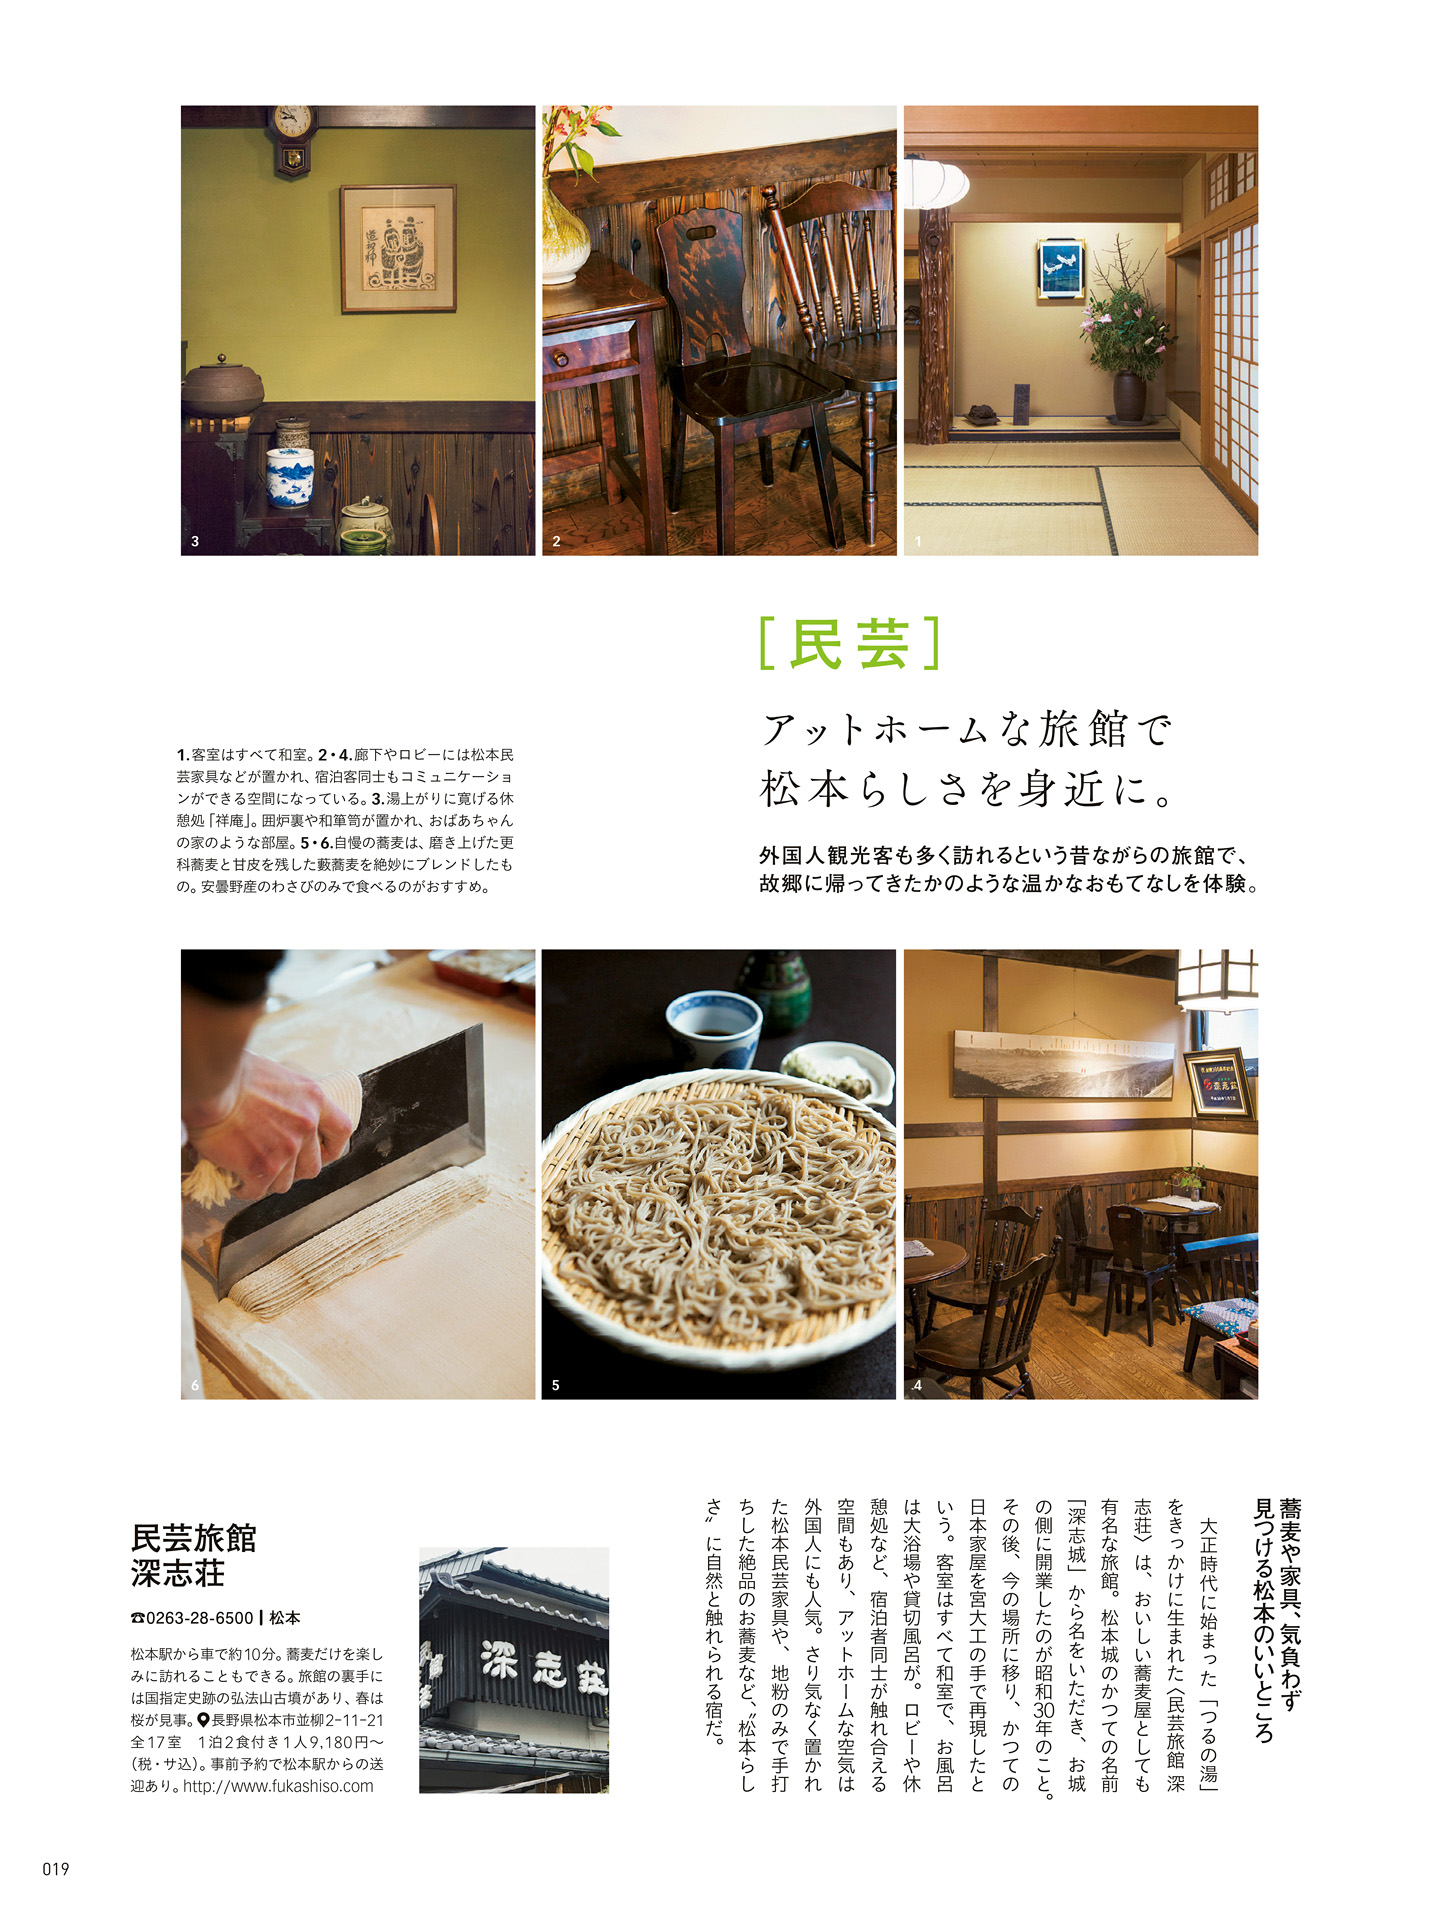 3
2
1
道祖神
[民芸]
アットホームな旅館で
松本らしさを身近に。
外国人観光客も多く訪れるという昔ながらの旅館で、
故郷に帰ってきたかのような温かなおもてなしを体験。
1.客室はすべて和室。2・4.廊下やロビーには松本民
芸家具などが置かれ、宿泊客同士もコミュニケーショ
ンができる空間になっている。3.湯上がりに寛げる休
憩処「祥庵」。囲炉裏や和箪笥が置かれ、おばあちゃん
の家のような部屋。5・6.自慢の蕎麦は、磨き上げた更
科蕎麦と甘皮を残した藪蕎麦を絶妙にブレンドしたも
の。安曇野産のわさびのみで食べるのがおすすめ。
6
5
4
蕎麦や家具、気負わず
見つける松本のいいところ
大正時代に始まった「つるの湯」
をきっかけに生まれた〈民芸旅館 深
志荘〉は、おいしい蕎麦屋としても
有名な旅館。松本城のかつての名前
「深志城」から名をいただき、お城
の側に開業したのが昭和30年のこと。
その後、今の場所に移り、かつての
日本家屋を宮大工の手で再現したと
いう。客室はすべて和室で、お風呂
は大浴場や貸切風呂が。ロビーや休
憩処など、宿泊者同士が触れ合える
空間もあり、アットホームな空気は
外国人にも人気。さり気なく置かれ
た松本民芸家具や、地粉のみで手打
ちした絶品のお蕎麦など、〝松本らし
さ〟に自然と触れられる宿だ。
深志荘
民芸旅館
深志荘
☎0263-28-6500 | 松本
松本駅から車で約10分。蕎麦だけを楽し
みに訪れることもできる。旅館の裏手に
は国指定史跡の弘法山古墳があり、春は
桜が見事。長野県松本市並柳2-11-21
全17室　1泊2食付き1人9,180円〜
（税・サ込）。事前予約で松本駅からの送
迎あり。http://www.fukashiso.com
019